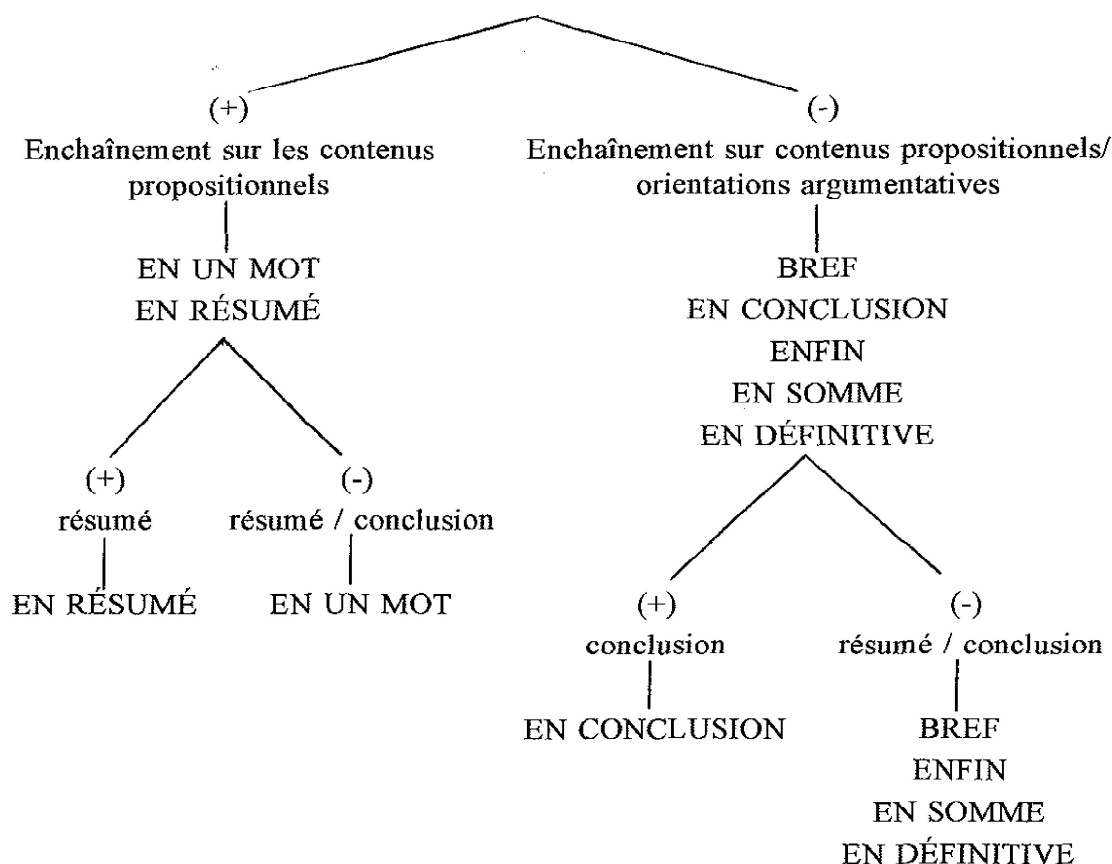 (+)
Enchaînement sur les contenus
propositionnels
EN UN MOT
EN RÉSUMÉ
(-)
Enchaînement sur contenus propositionnels/
orientations argumentatives
BREF
EN CONCLUSION
ENFIN
EN SOMME
EN DÉFINITIVE
(+)
résumé
EN RÉSUMÉ
(-)
résumé / conclusion
EN UN MOT
(+)
conclusion
EN CONCLUSION
(-)
résumé / conclusion
BREF
ENFIN
EN SOMME
EN DÉFINITIVE